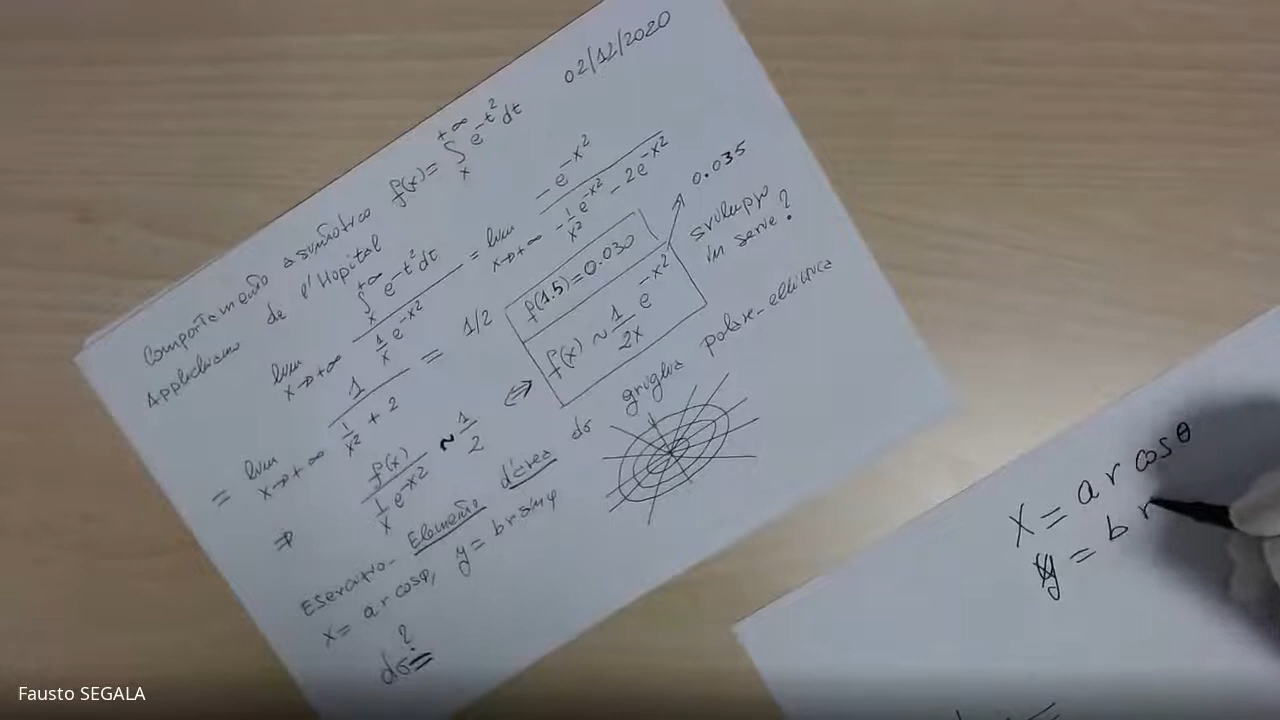 02/12/2020
Comportamento asintotico f(x) = ∫ₓ^{+∞} e^{-t²} dt
Applichiamo de l'Hopital
lim x→+∞ (∫ₓ^{+∞} e^{-t²} dt) / (1/x e^{-x²}) = lim x→+∞ (-e^{-x²}) / (-1/x² e^{-x²} - 2e^{-x²})
= lim x→+∞ 1 / (1/x² + 2) = 1/2
f(1.5) = 0.030
0.035
⇒ f(x) / (1/x e^{-x²}) ~ 1/2 ⇔ f(x) ~ 1/2x e^{-x²}
sviluppo
in serie?
Esercizio - Elemento d'area dσ griglia polare-ellittica
x = a r cosφ, y = b r sinφ
dσ = ?
x = a r cosθ
y = b r
Fausto SEGALA